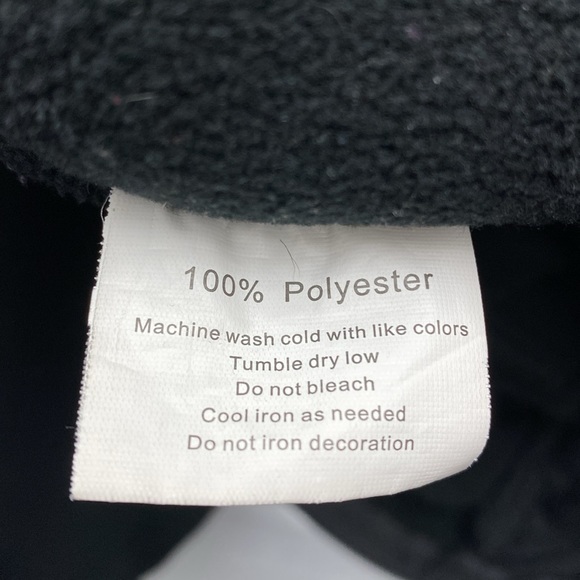 100% Polyester
Machine wash cold with like colors
Tumble dry low
Do not bleach
Cool iron as needed
Do not iron decoration